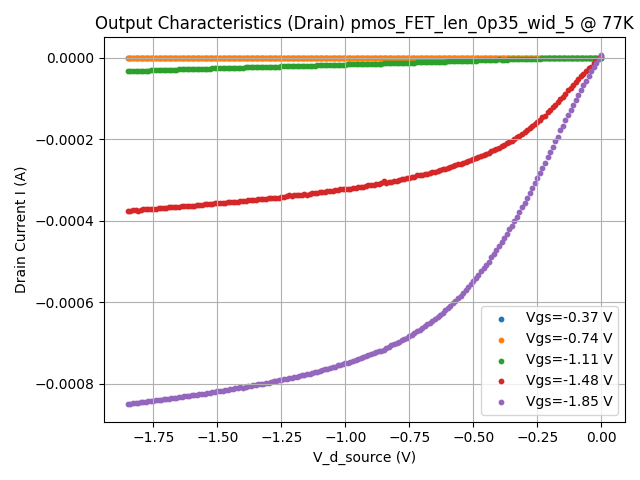 Output Characteristics (Drain) pmos_FET_len_0p35_wid_5 @ 77K
Drain Current I (A)
0.0000
−0.0002
−0.0004
−0.0006
−0.0008
Vgs=-0.37 V
Vgs=-0.74 V
Vgs=-1.11 V
Vgs=-1.48 V
Vgs=-1.85 V
−1.75 −1.50 −1.25 −1.00 −0.75 −0.50 −0.25 0.00
V_d_source (V)